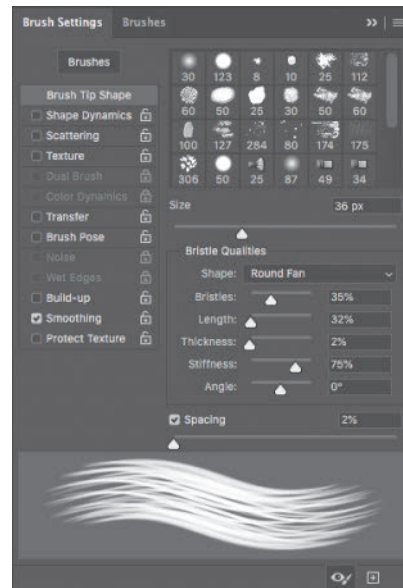 Brush Settings Brushes
Brushes
30 123 8 10 25 112
60 50 25 30 50 60
100 127 284 80 174 175
306 50 25 87 49 34
Brush Tip Shape
Shape Dynamics
Scattering
Texture
Dual Brush
Color Dynamics
Transfer
Brush Pose
Noise
Wet Edges
Build-up
Smoothing
Protect Texture
Size 36 px
Bristle Qualities
Shape: Round Fan
Bristles: 35%
Length: 32%
Thickness: 2%
Stiffness: 75%
Angle: 0°
Spacing 2%